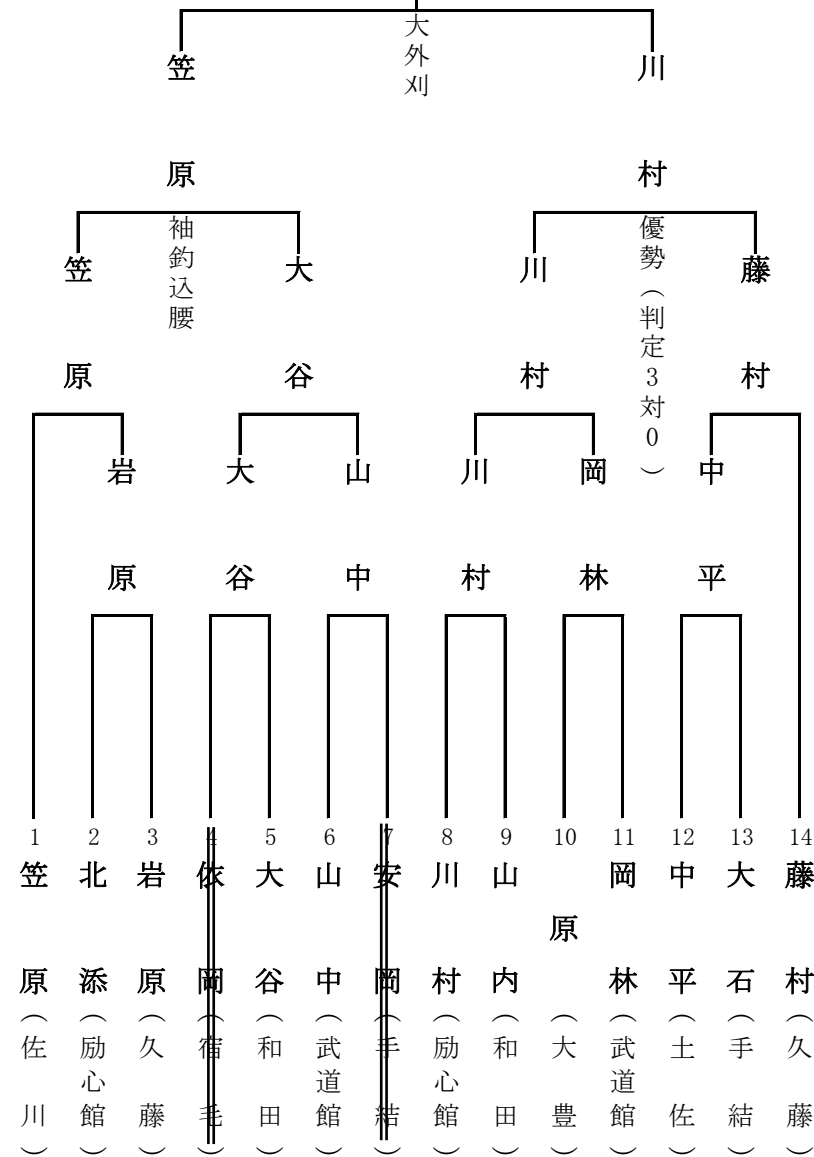 大外刈
笠原
川村
袖釣込腰
優勢（判定3対0）
笠原
大谷
川村
藤村
岩原
大谷
山中
川村
岡林
中平
1 笠原（佐川）
2 北添（励心館）
3 岩原（久藤）
4 依岡（宿毛）
5 大谷（和田）
6 山中（武道館）
7 安岡（手結）
8 川村（励心館）
9 山内（和田）
10 原（大豊）
11 岡林（武道館）
12 中平（土佐）
13 大石（手結）
14 藤村（久藤）